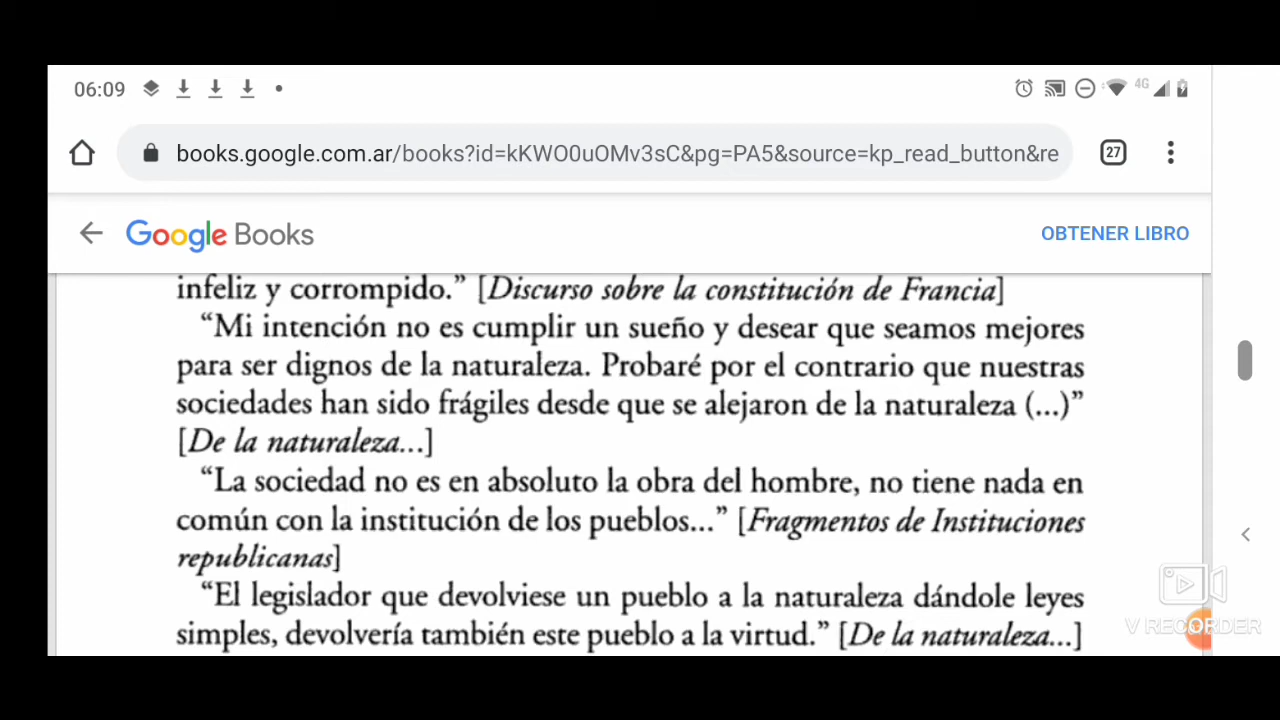 06:09 4G
books.google.com.ar/books?id=kKWO0uOMv3sC&pg=PA5&source=kp_read_button&re 27
Google Books OBTENER LIBRO
infeliz y corrompido.” [Discurso sobre la constitución de Francia]
“Mi intención no es cumplir un sueño y desear que seamos mejores
para ser dignos de la naturaleza. Probaré por el contrario que nuestras
sociedades han sido frágiles desde que se alejaron de la naturaleza (...)”
[De la naturaleza...]
“La sociedad no es en absoluto la obra del hombre, no tiene nada en
común con la institución de los pueblos...” [Fragmentos de Instituciones
republicanas]
“El legislador que devolviese un pueblo a la naturaleza dándole leyes
simples, devolvería también este pueblo a la virtud.” [De la naturaleza...]
V RECORDER